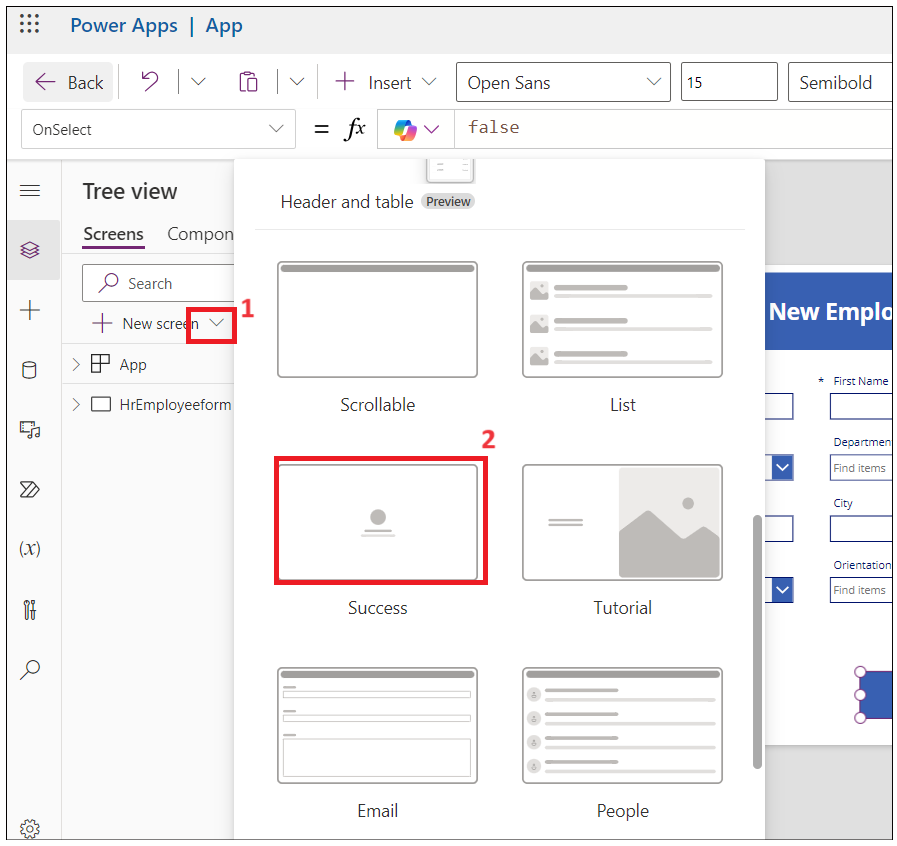 Power Apps | App
Back
Insert
Open Sans
15
Semibold
OnSelect
= fx
false
Tree view
Screens
Compon
Search
New screen
1
App
HrEmployeeform
Header and table Preview
Scrollable
List
2
Success
Tutorial
Email
People
(x)
New Emplo
* First Name
Departmen
Find items
City
Orientation
Find items